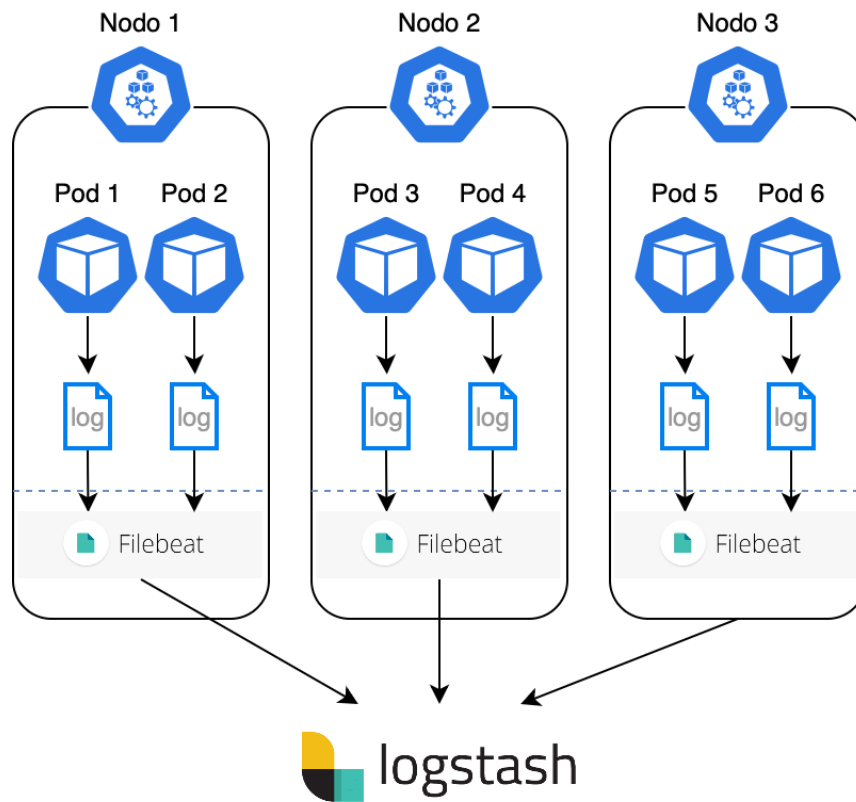 Nodo 1
Nodo 2
Nodo 3
Pod 1
Pod 2
Pod 3
Pod 4
Pod 5
Pod 6
log
log
log
log
log
log
Filebeat
Filebeat
Filebeat
logstash